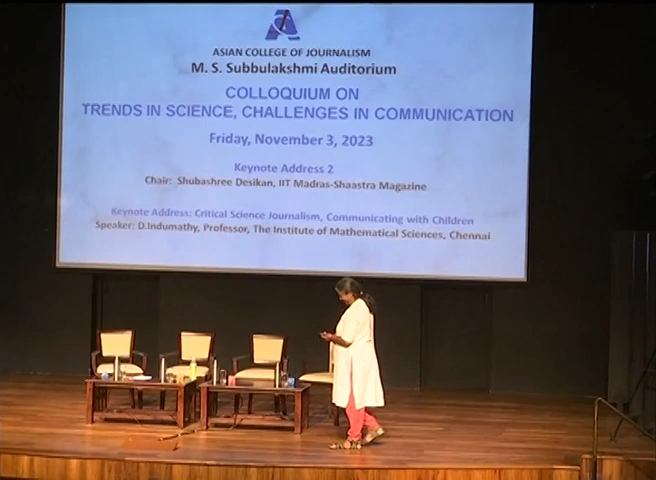 ASIAN COLLEGE OF JOURNALISM
M. S. Subbulakshmi Auditorium
COLLOQUIUM ON
TRENDS IN SCIENCE, CHALLENGES IN COMMUNICATION
Friday, November 3, 2023
Keynote Address 2
Chair: Shubashree Desikan, IIT Madras-Shaastra Magazine
Keynote Address: Critical Science Journalism, Communicating with Children
Speaker: D.Indumathy, Professor, The Institute of Mathematical Sciences, Chennai